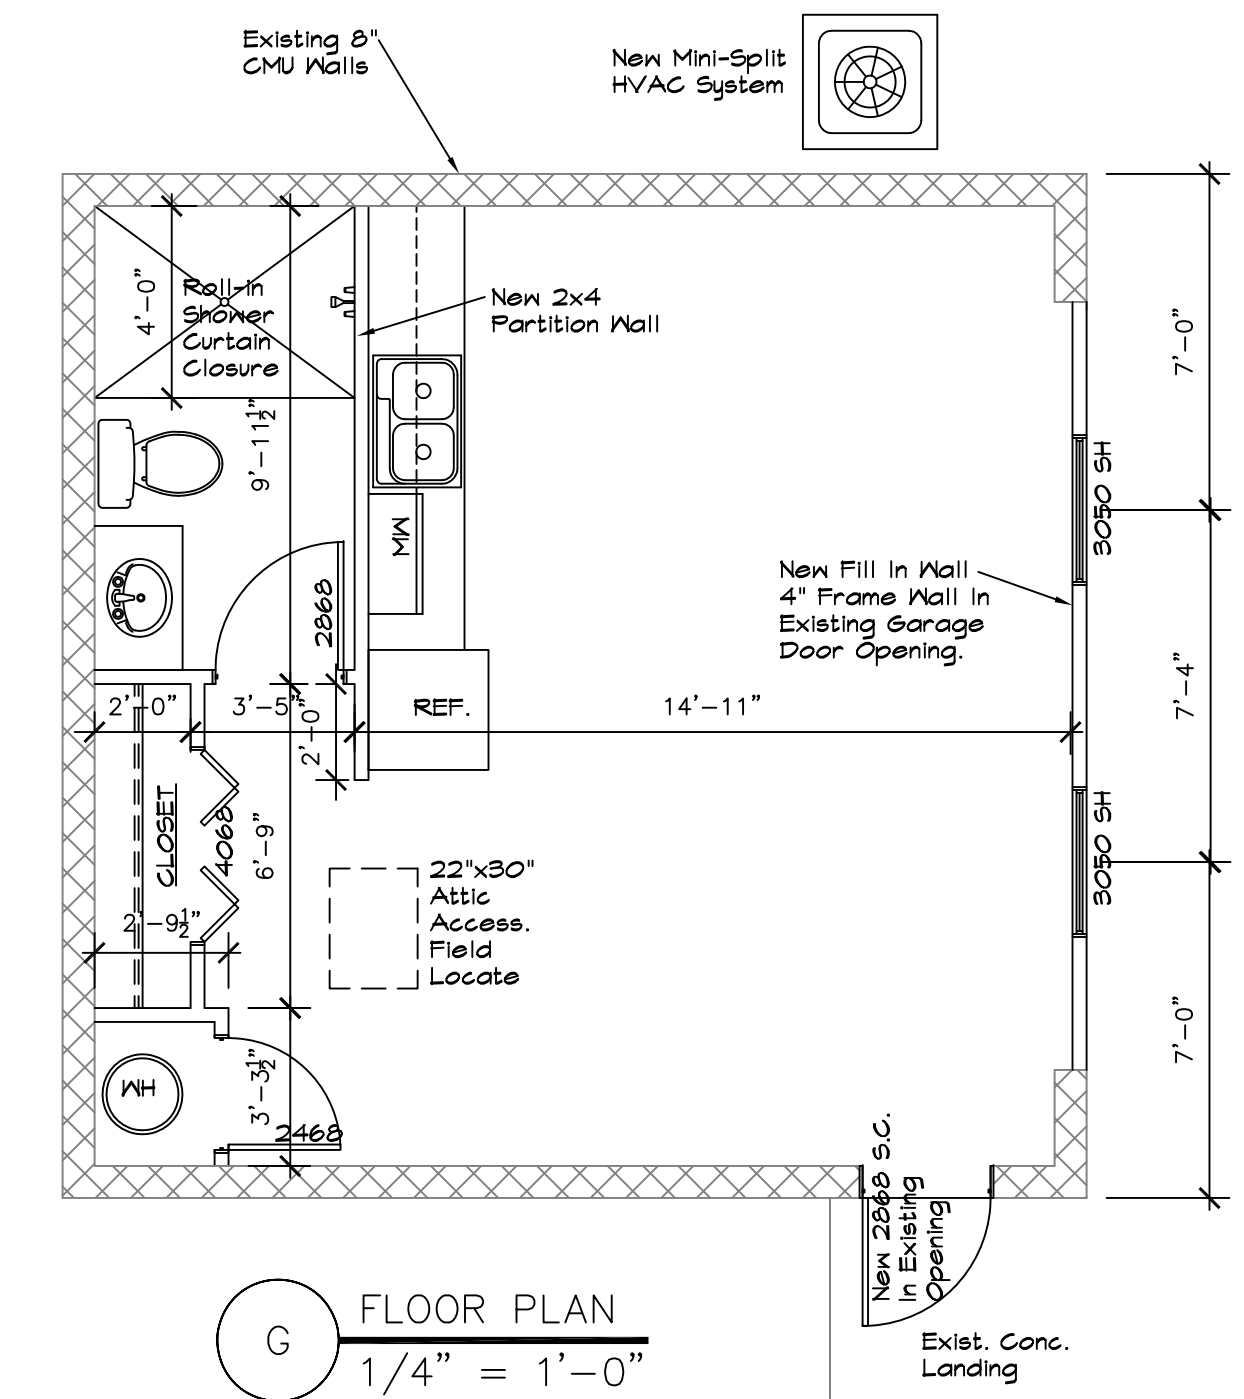 Existing 8"
CMU Walls
New Mini-Split
HVAC System
4'-0"
Roll-in
Shower
Curtain
Closure
9'-11½"
New 2x4
Partition Wall
7'-0"
3050 SH
MW
2868
New Fill In Wall
4" Frame Wall In
Existing Garage
Door Opening.
2'-0"
3'-5"
2'-0"
REF.
14'-11"
7'-4"
CLOSET
4068
6'-9"
3050 SH
2'-9½"
22"x30"
Attic
Access.
Field
Locate
7'-0"
WH
3'-3½"
2468
New 2868 S.C.
In Existing
Opening
G
FLOOR PLAN
1/4" = 1'-0"
Exist. Conc.
Landing